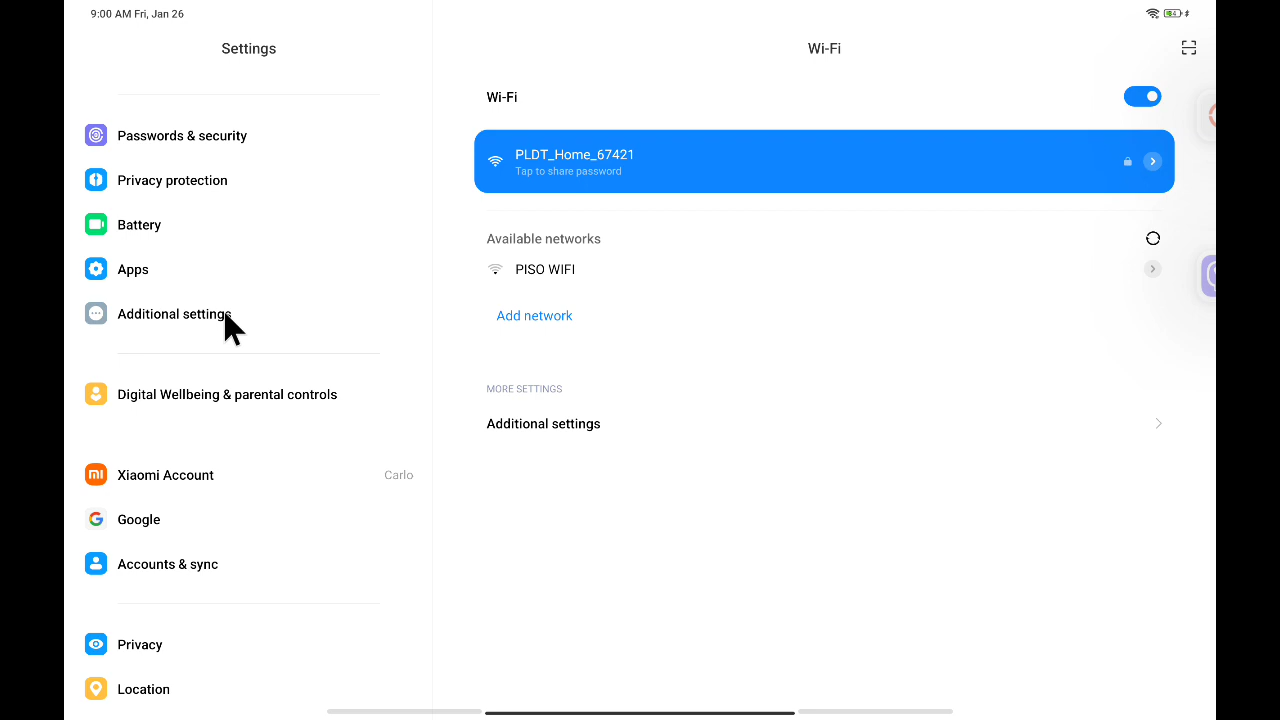 9:00 AM Fri, Jan 26
Settings
Passwords & security
Privacy protection
Battery
Apps
Additional settings
Digital Wellbeing & parental controls
Xiaomi Account Carlo
Google
Accounts & sync
Privacy
Location
Wi-Fi
Wi-Fi
PLDT_Home_67421
Tap to share password
Available networks
PISO WIFI
Add network
MORE SETTINGS
Additional settings